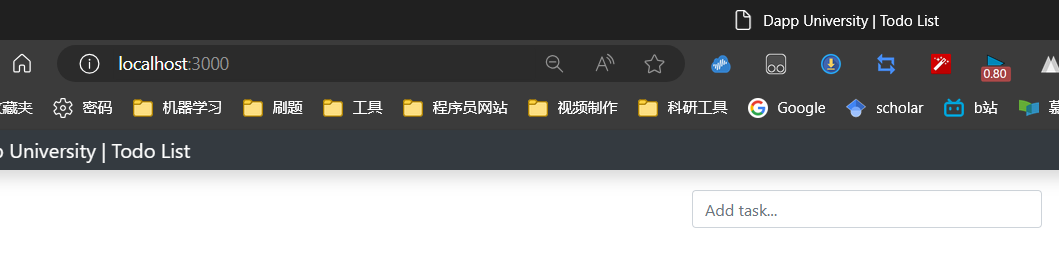 Dapp University | Todo List
localhost:3000
0.80
藏夹 密码 机器学习 刷题 工具 程序员网站 视频制作 科研工具 Google scholar b站
University | Todo List
Add task...